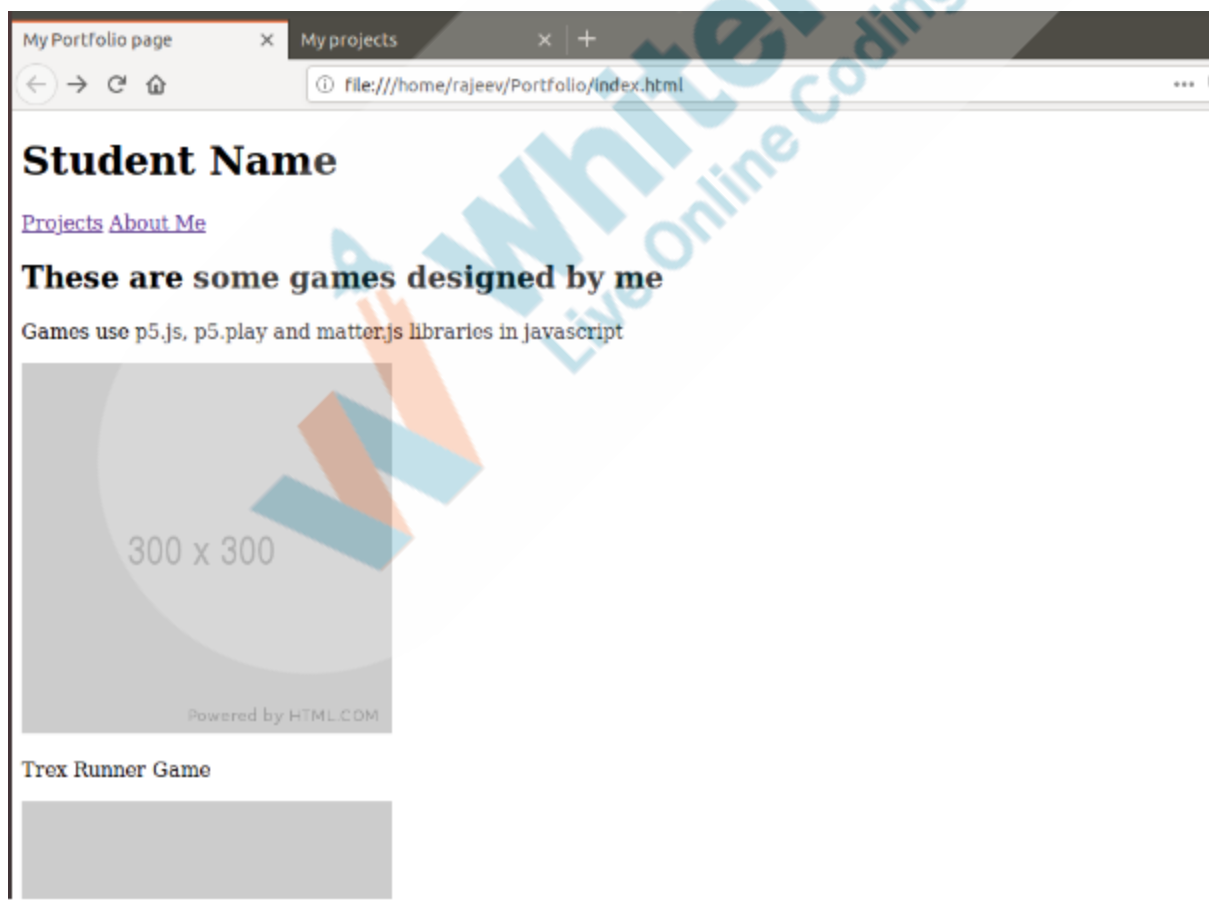 My Portfolio page × My projects × +
file:///home/rajeev/Portfolio/index.html
Student Name
Projects About Me
These are some games designed by me
Games use p5.js, p5.play and matter.js libraries in javascript
300 x 300
Powered by HTML.COM
Trex Runner Game
Live Online Coding